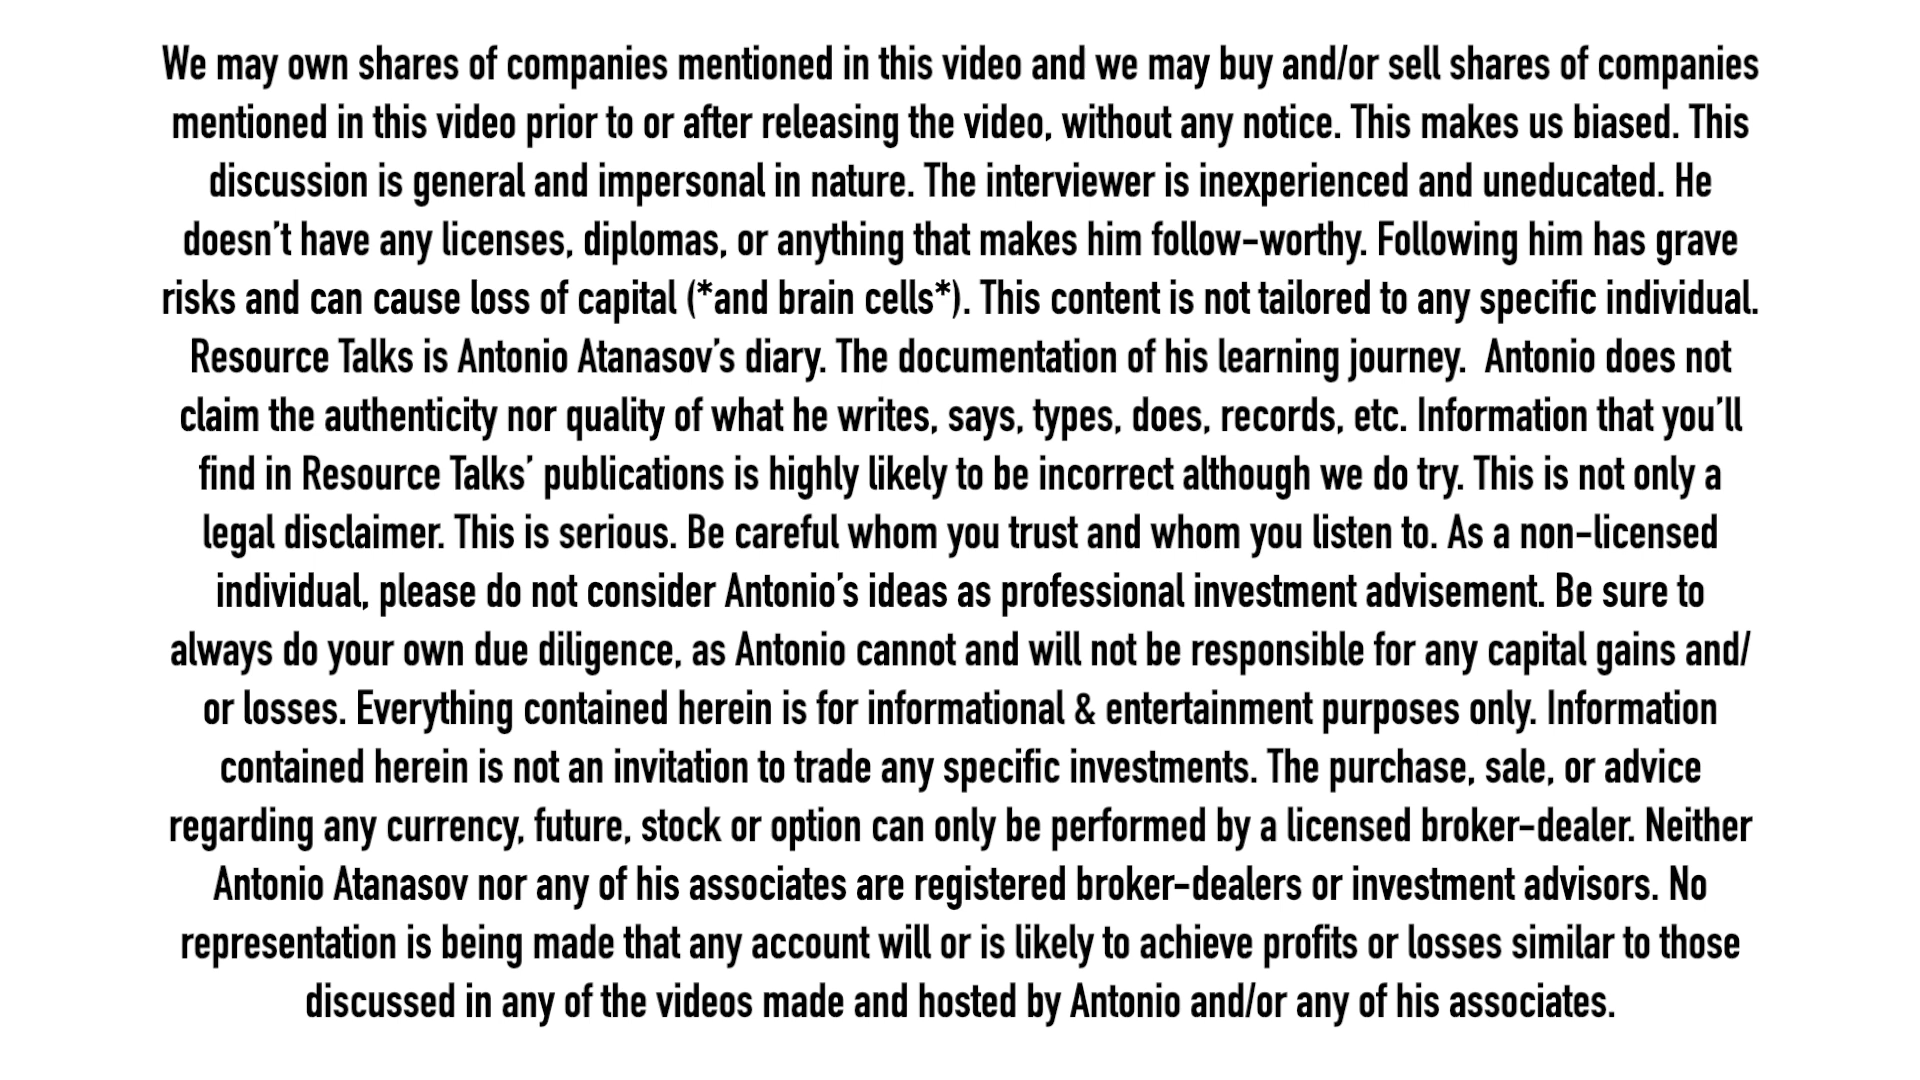 We may own shares of companies mentioned in this video and we may buy and/or sell shares of companies
mentioned in this video prior to or after releasing the video, without any notice. This makes us biased. This
discussion is general and impersonal in nature. The interviewer is inexperienced and uneducated. He
doesn’t have any licenses, diplomas, or anything that makes him follow-worthy. Following him has grave
risks and can cause loss of capital (*and brain cells*). This content is not tailored to any specific individual.
Resource Talks is Antonio Atanasov’s diary. The documentation of his learning journey.  Antonio does not
claim the authenticity nor quality of what he writes, says, types, does, records, etc. Information that you’ll
find in Resource Talks’ publications is highly likely to be incorrect although we do try. This is not only a
legal disclaimer. This is serious. Be careful whom you trust and whom you listen to. As a non-licensed
individual, please do not consider Antonio’s ideas as professional investment advisement. Be sure to
always do your own due diligence, as Antonio cannot and will not be responsible for any capital gains and/
or losses. Everything contained herein is for informational & entertainment purposes only. Information
contained herein is not an invitation to trade any specific investments. The purchase, sale, or advice
regarding any currency, future, stock or option can only be performed by a licensed broker-dealer. Neither
Antonio Atanasov nor any of his associates are registered broker-dealers or investment advisors. No
representation is being made that any account will or is likely to achieve profits or losses similar to those
discussed in any of the videos made and hosted by Antonio and/or any of his associates.